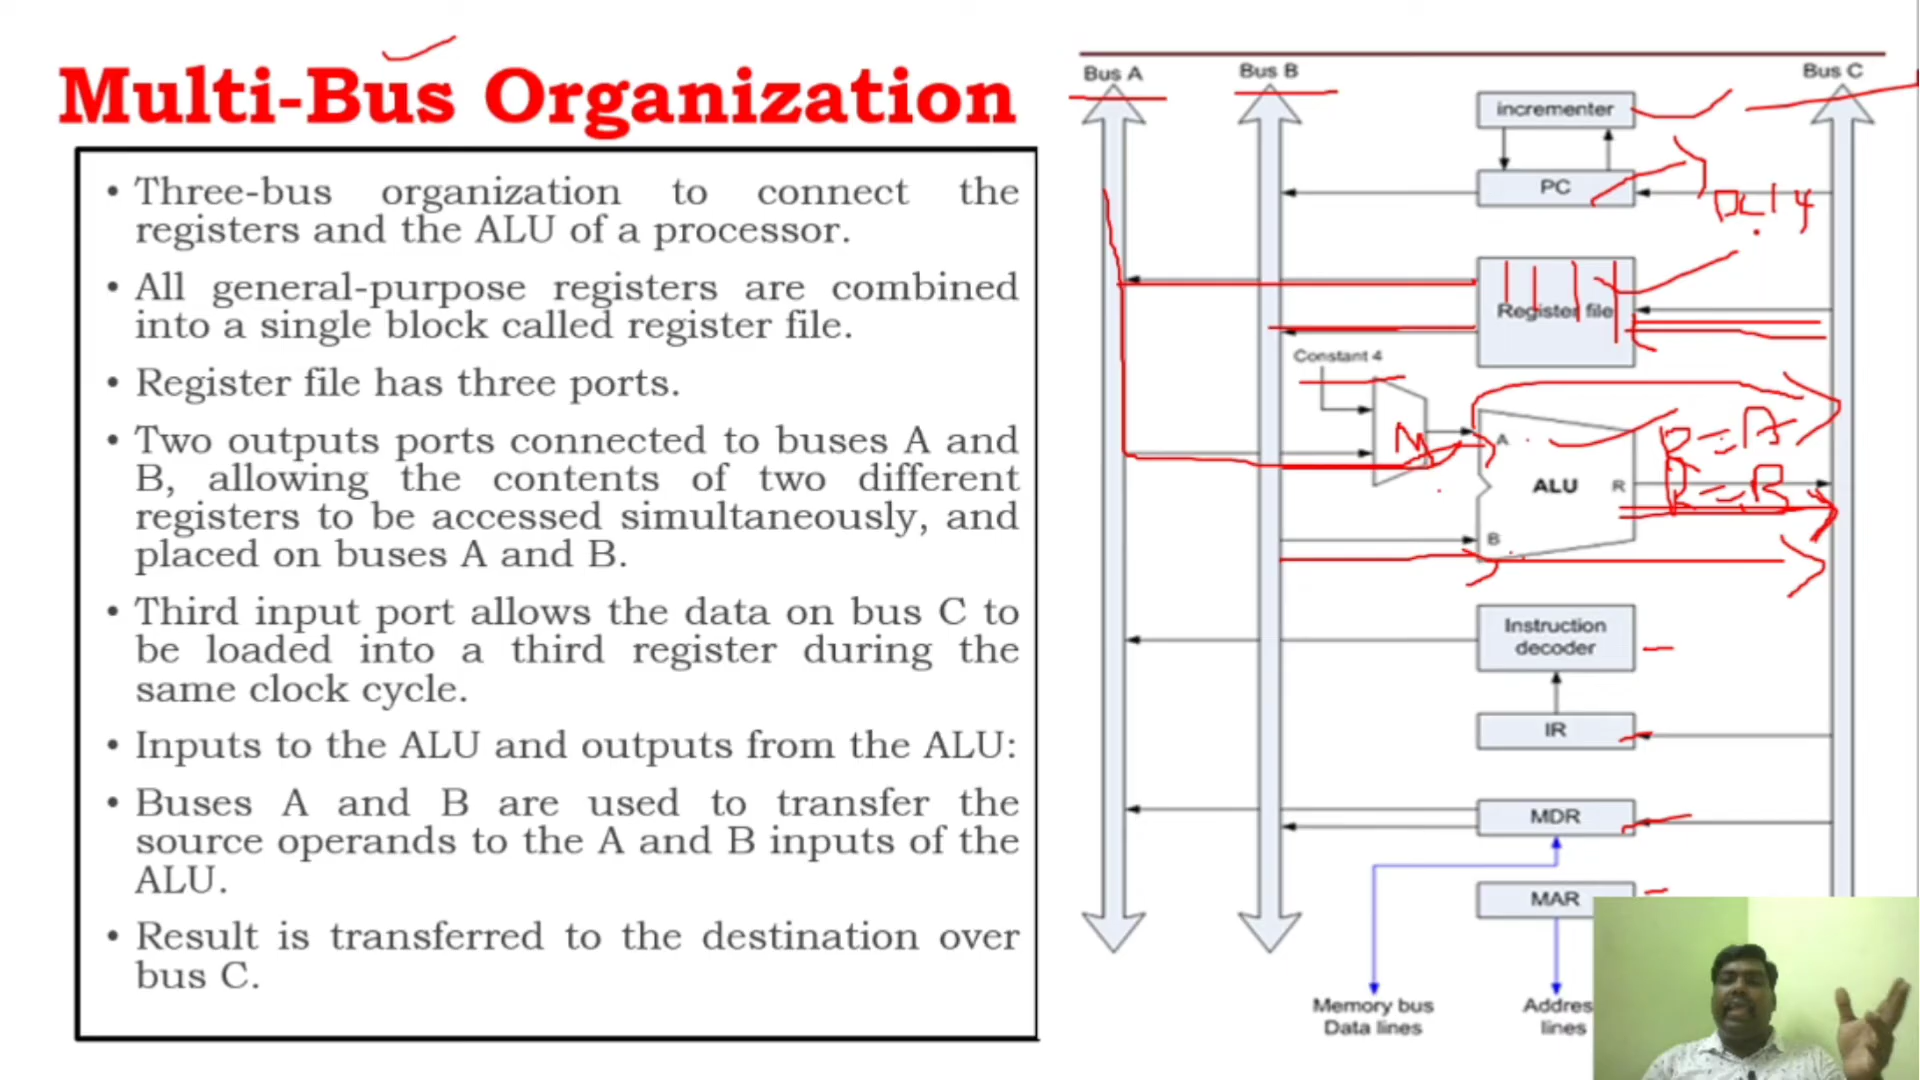 Multi-Bus Organization
• Three-bus organization to connect the
registers and the ALU of a processor.
• All general-purpose registers are combined
into a single block called register file.
• Register file has three ports.
• Two outputs ports connected to buses A and
B, allowing the contents of two different
registers to be accessed simultaneously, and
placed on buses A and B.
• Third input port allows the data on bus C to
be loaded into a third register during the
same clock cycle.
• Inputs to the ALU and outputs from the ALU:
• Buses A and B are used to transfer the
source operands to the A and B inputs of the
ALU.
• Result is transferred to the destination over
bus C.
Bus A
Bus B
Bus C
incrementer
PC
Register file
Constant 4
M
A
R=A
ALU
R
R=B
B
Instruction
decoder
IR
MDR
MAR
Memory bus
Data lines
lines